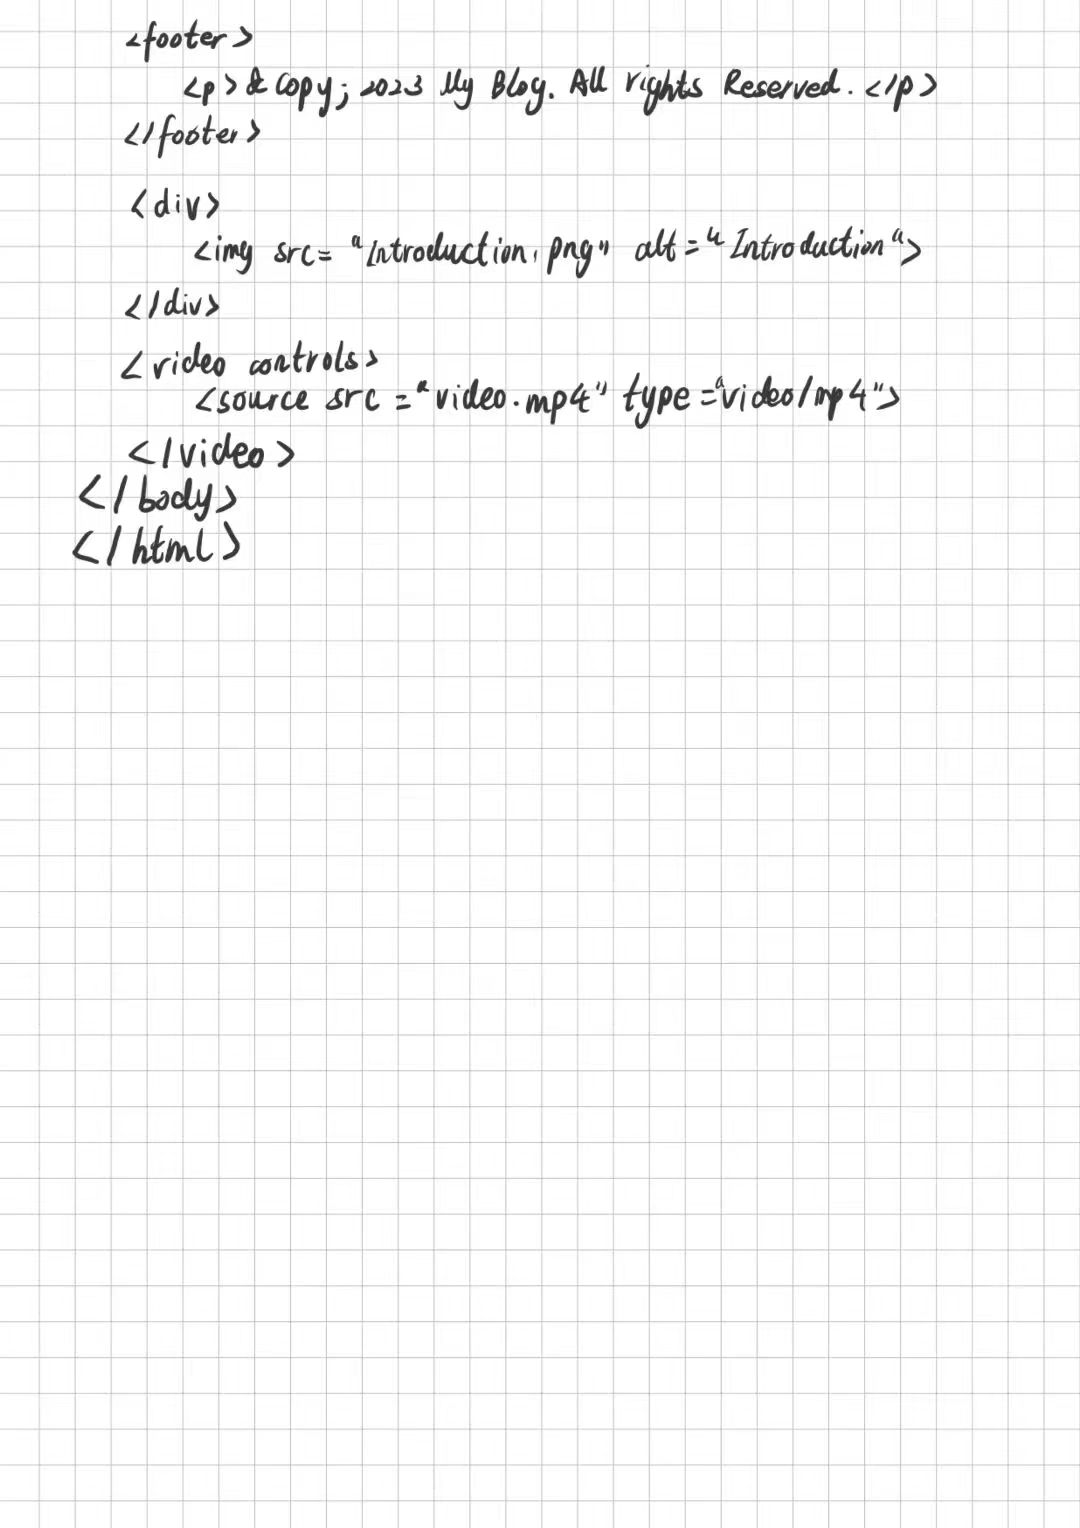 <footer>
<p>&copy; 2023 My Blog. All rights Reserved.</p>
</footer>
<div>
<img src="Introduction.png" alt="Introduction">
</div>
<video controls>
<source src="video.mp4" type="video/mp4">
</video>
</body>
</html>